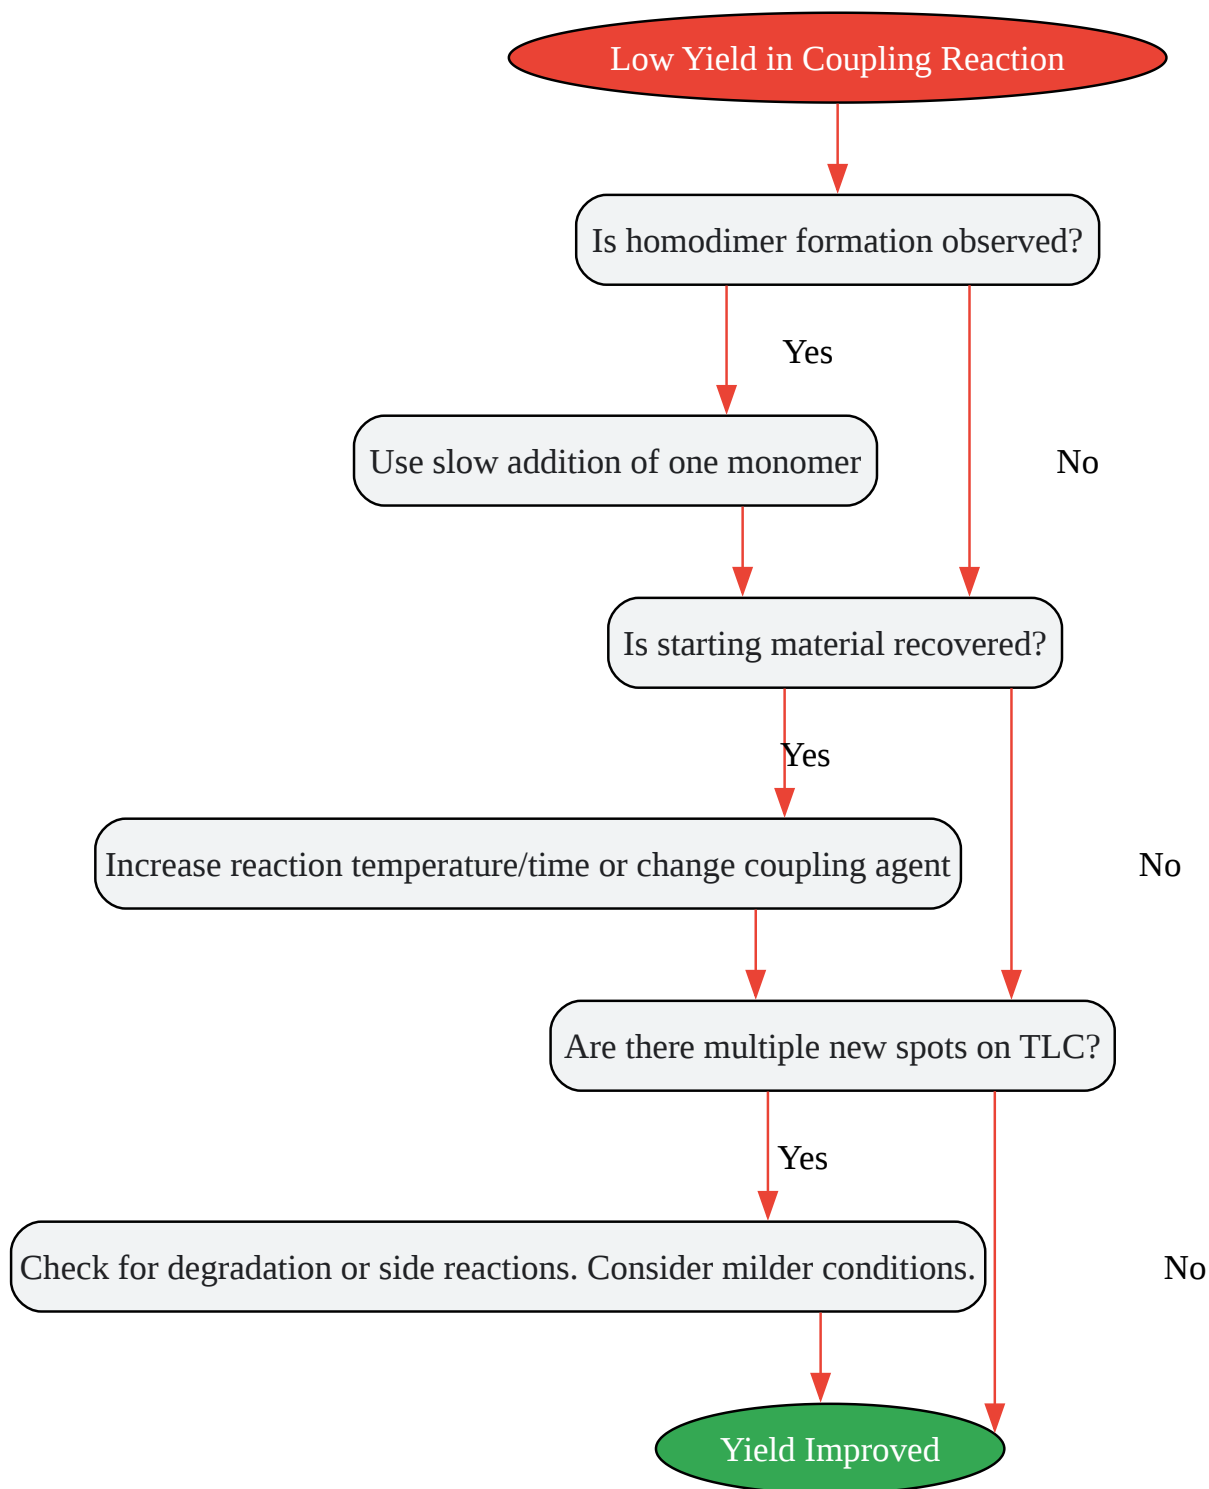 Low Yield in Coupling Reaction
Is homodimer formation observed?
Yes
Use slow addition of one monomer
No
Is starting material recovered?
Yes
Increase reaction temperature/time or change coupling agent
No
Are there multiple new spots on TLC?
Yes
Check for degradation or side reactions. Consider milder conditions.
No
Yield Improved